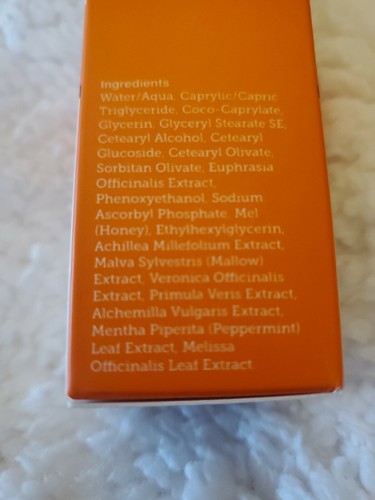 Ingredients
Water/Aqua, Caprylic/Capric
Triglyceride, Coco-Caprylate,
Glycerin, Glyceryl Stearate SE,
Cetearyl Alcohol, Cetearyl
Glucoside, Cetearyl Olivate,
Sorbitan Olivate, Euphrasia
Officinalis Extract,
Phenoxyethanol, Sodium
Ascorbyl Phosphate, Mel
(Honey), Ethylhexylglycerin,
Achillea Millefolium Extract,
Malva Sylvestris (Mallow)
Extract, Veronica Officinalis
Extract, Primula Veris Extract,
Alchemilla Vulgaris Extract,
Mentha Piperita (Peppermint)
Leaf Extract, Melissa
Officinalis Leaf Extract